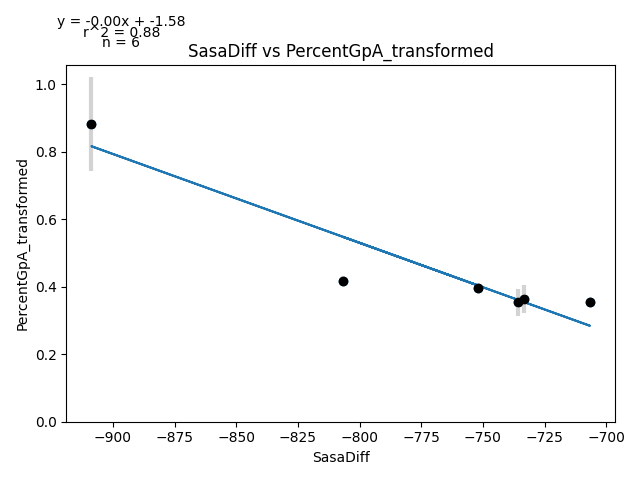 y = -0.00x + -1.58
r^2 = 0.88
n = 6
SasaDiff vs PercentGpA_transformed
PercentGpA_transformed
1.0
0.8
0.6
0.4
0.2
0.0
−900
−875
−850
−825
−800
−775
−750
−725
−700
SasaDiff